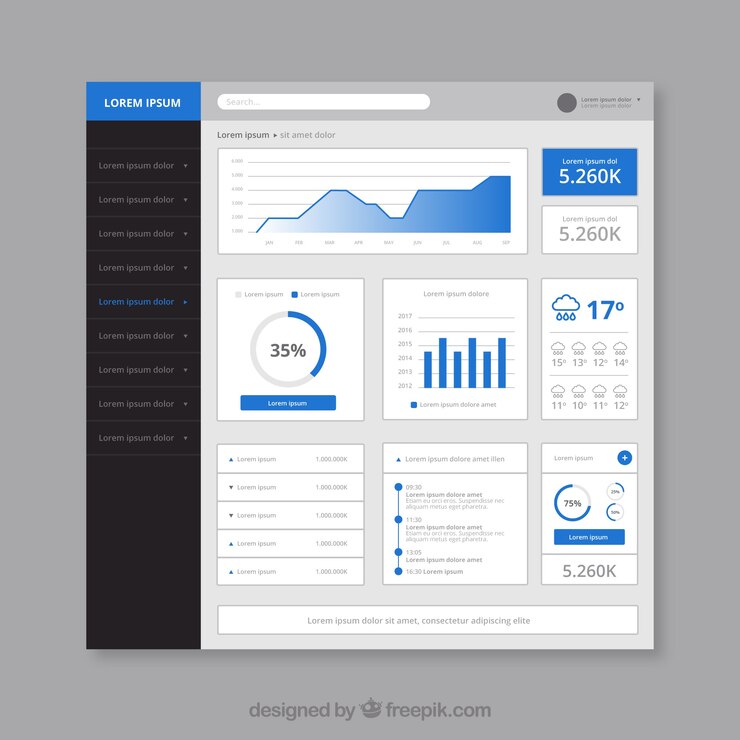 LOREM IPSUM
Search...
Lorem ipsum dolor
Lorem ipsum dolor
Lorem ipsum dolor
Lorem ipsum dolor
Lorem ipsum dolor
Lorem ipsum dolor
Lorem ipsum dolor
Lorem ipsum dolor
Lorem ipsum dolor
Lorem ipsum dolor
Lorem ipsum dolor
Lorem ipsum ▸ sit amet dolor
6.000
5.000
4.000
3.000
2.000
1.000
JAN FEB MAR APR MAY JUN JUL AUG SEP
Lorem ipsum dol
5.260K
Lorem ipsum dol
5.260K
Lorem ipsum Lorem ipsum
35%
Lorem ipsum
Lorem ipsum dolore
2017
2016
2015
2014
2013
2012
Lorem ipsum dolore amet
17º
15º 13º 12º 14º
11º 10º 11º 12º
Lorem ipsum 1.000.000K
Lorem ipsum 1.000.000K
Lorem ipsum 1.000.000K
Lorem ipsum 1.000.000K
Lorem ipsum 1.000.000K
Lorem ipsum dolore amet illen
09:30
Lorem ipsum dolore amet
Etiam eu mauris zam. Suspendisse nec
aliquam metus eget pharetra.
11:30
Lorem ipsum dolore amet
Suspendisse nec
aliquam metus eget pharetra.
13:05
Lorem ipsum dolore amet
16:30 Lorem ipsum
Lorem ipsum +
75%
25%
50%
Lorem ipsum
5.260K
Lorem ipsum dolor sit amet, consectetur adipiscing elite
designed by freepik.com